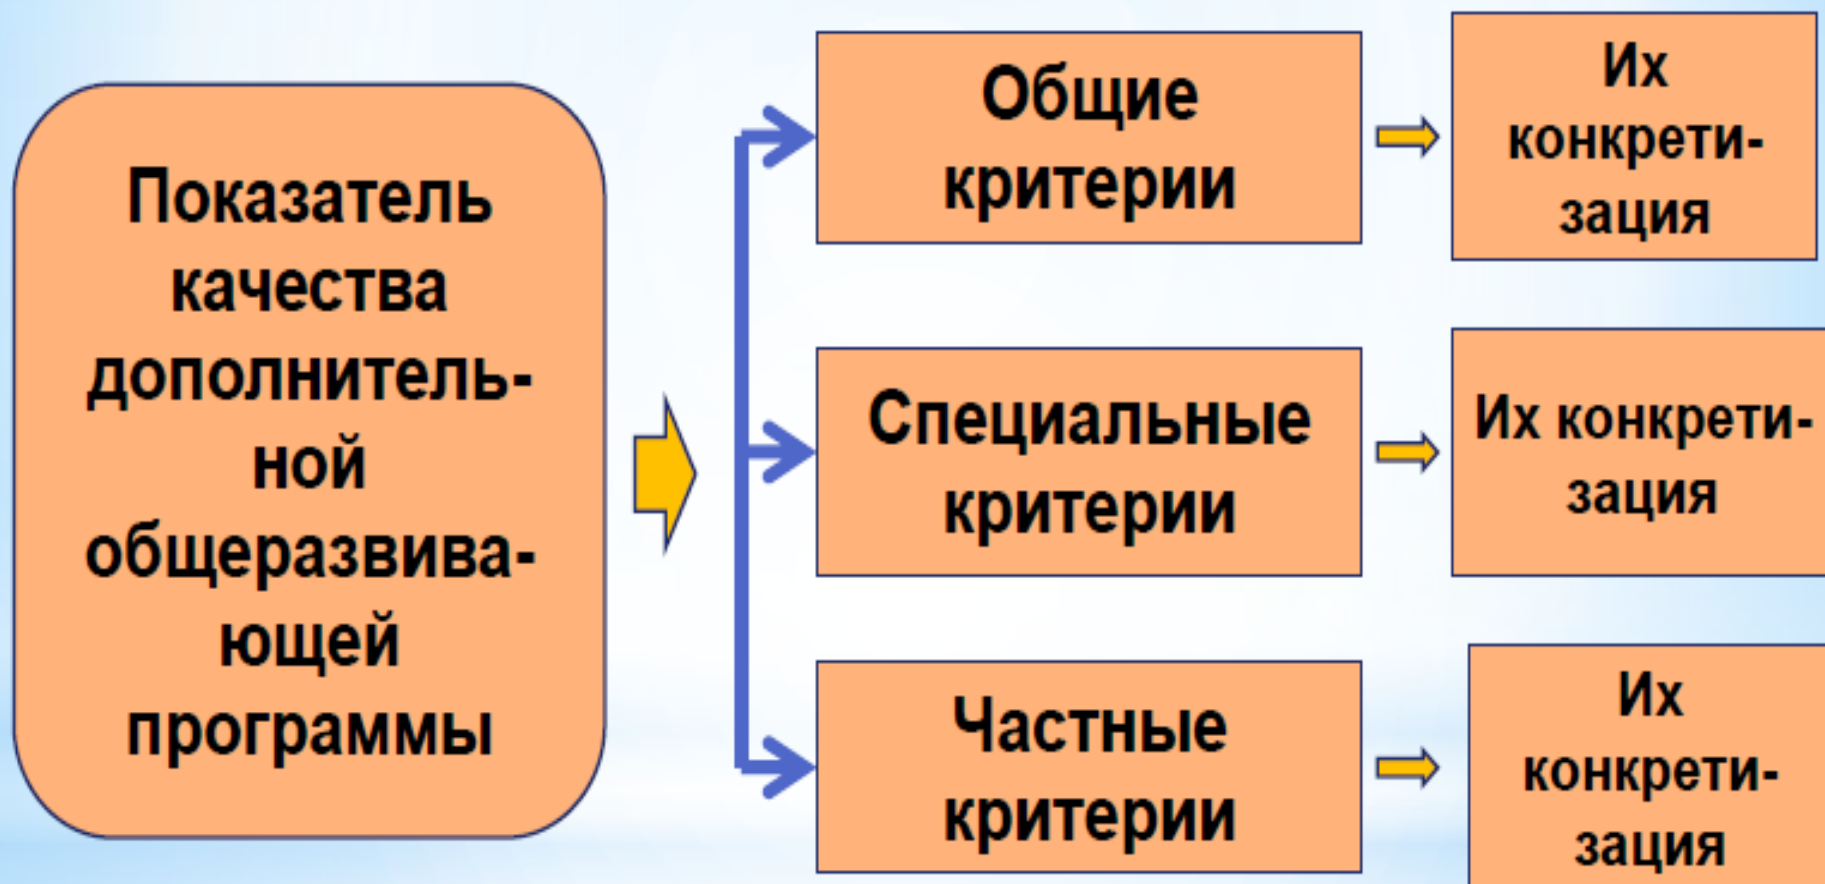 Показатель
качества
дополнитель-
ной
общеразвива-
ющей
программы
Общие
критерии
Их
конкрети-
зация
Специальные
критерии
Их конкрети-
зация
Частные
критерии
Их
конкрети-
зация